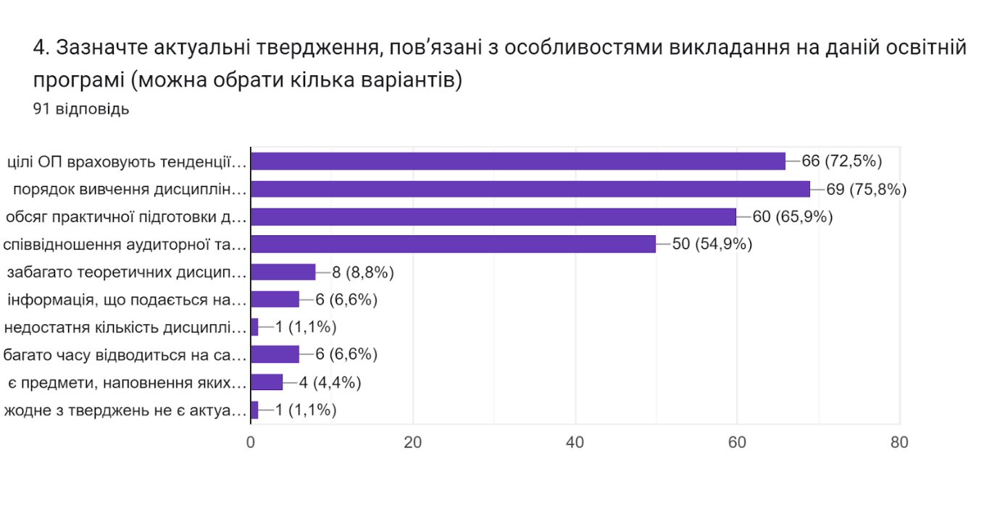 4. Зазначте актуальні твердження, пов’язані з особливостями викладання на даній освітній
програмі (можна обрати кілька варіантів)
91 відповідь
цілі ОП враховують тенденції… 66 (72,5%)
порядок вивчення дисциплін… 69 (75,8%)
обсяг практичної підготовки д… 60 (65,9%)
співвідношення аудиторної та… 50 (54,9%)
забагато теоретичних дисцип… 8 (8,8%)
інформація, що подається на… 6 (6,6%)
недостатня кількість дисциплі… 1 (1,1%)
багато часу відводиться на са… 6 (6,6%)
є предмети, наповнення яких… 4 (4,4%)
жодне з тверджень не є актуа… 1 (1,1%)
0 20 40 60 80